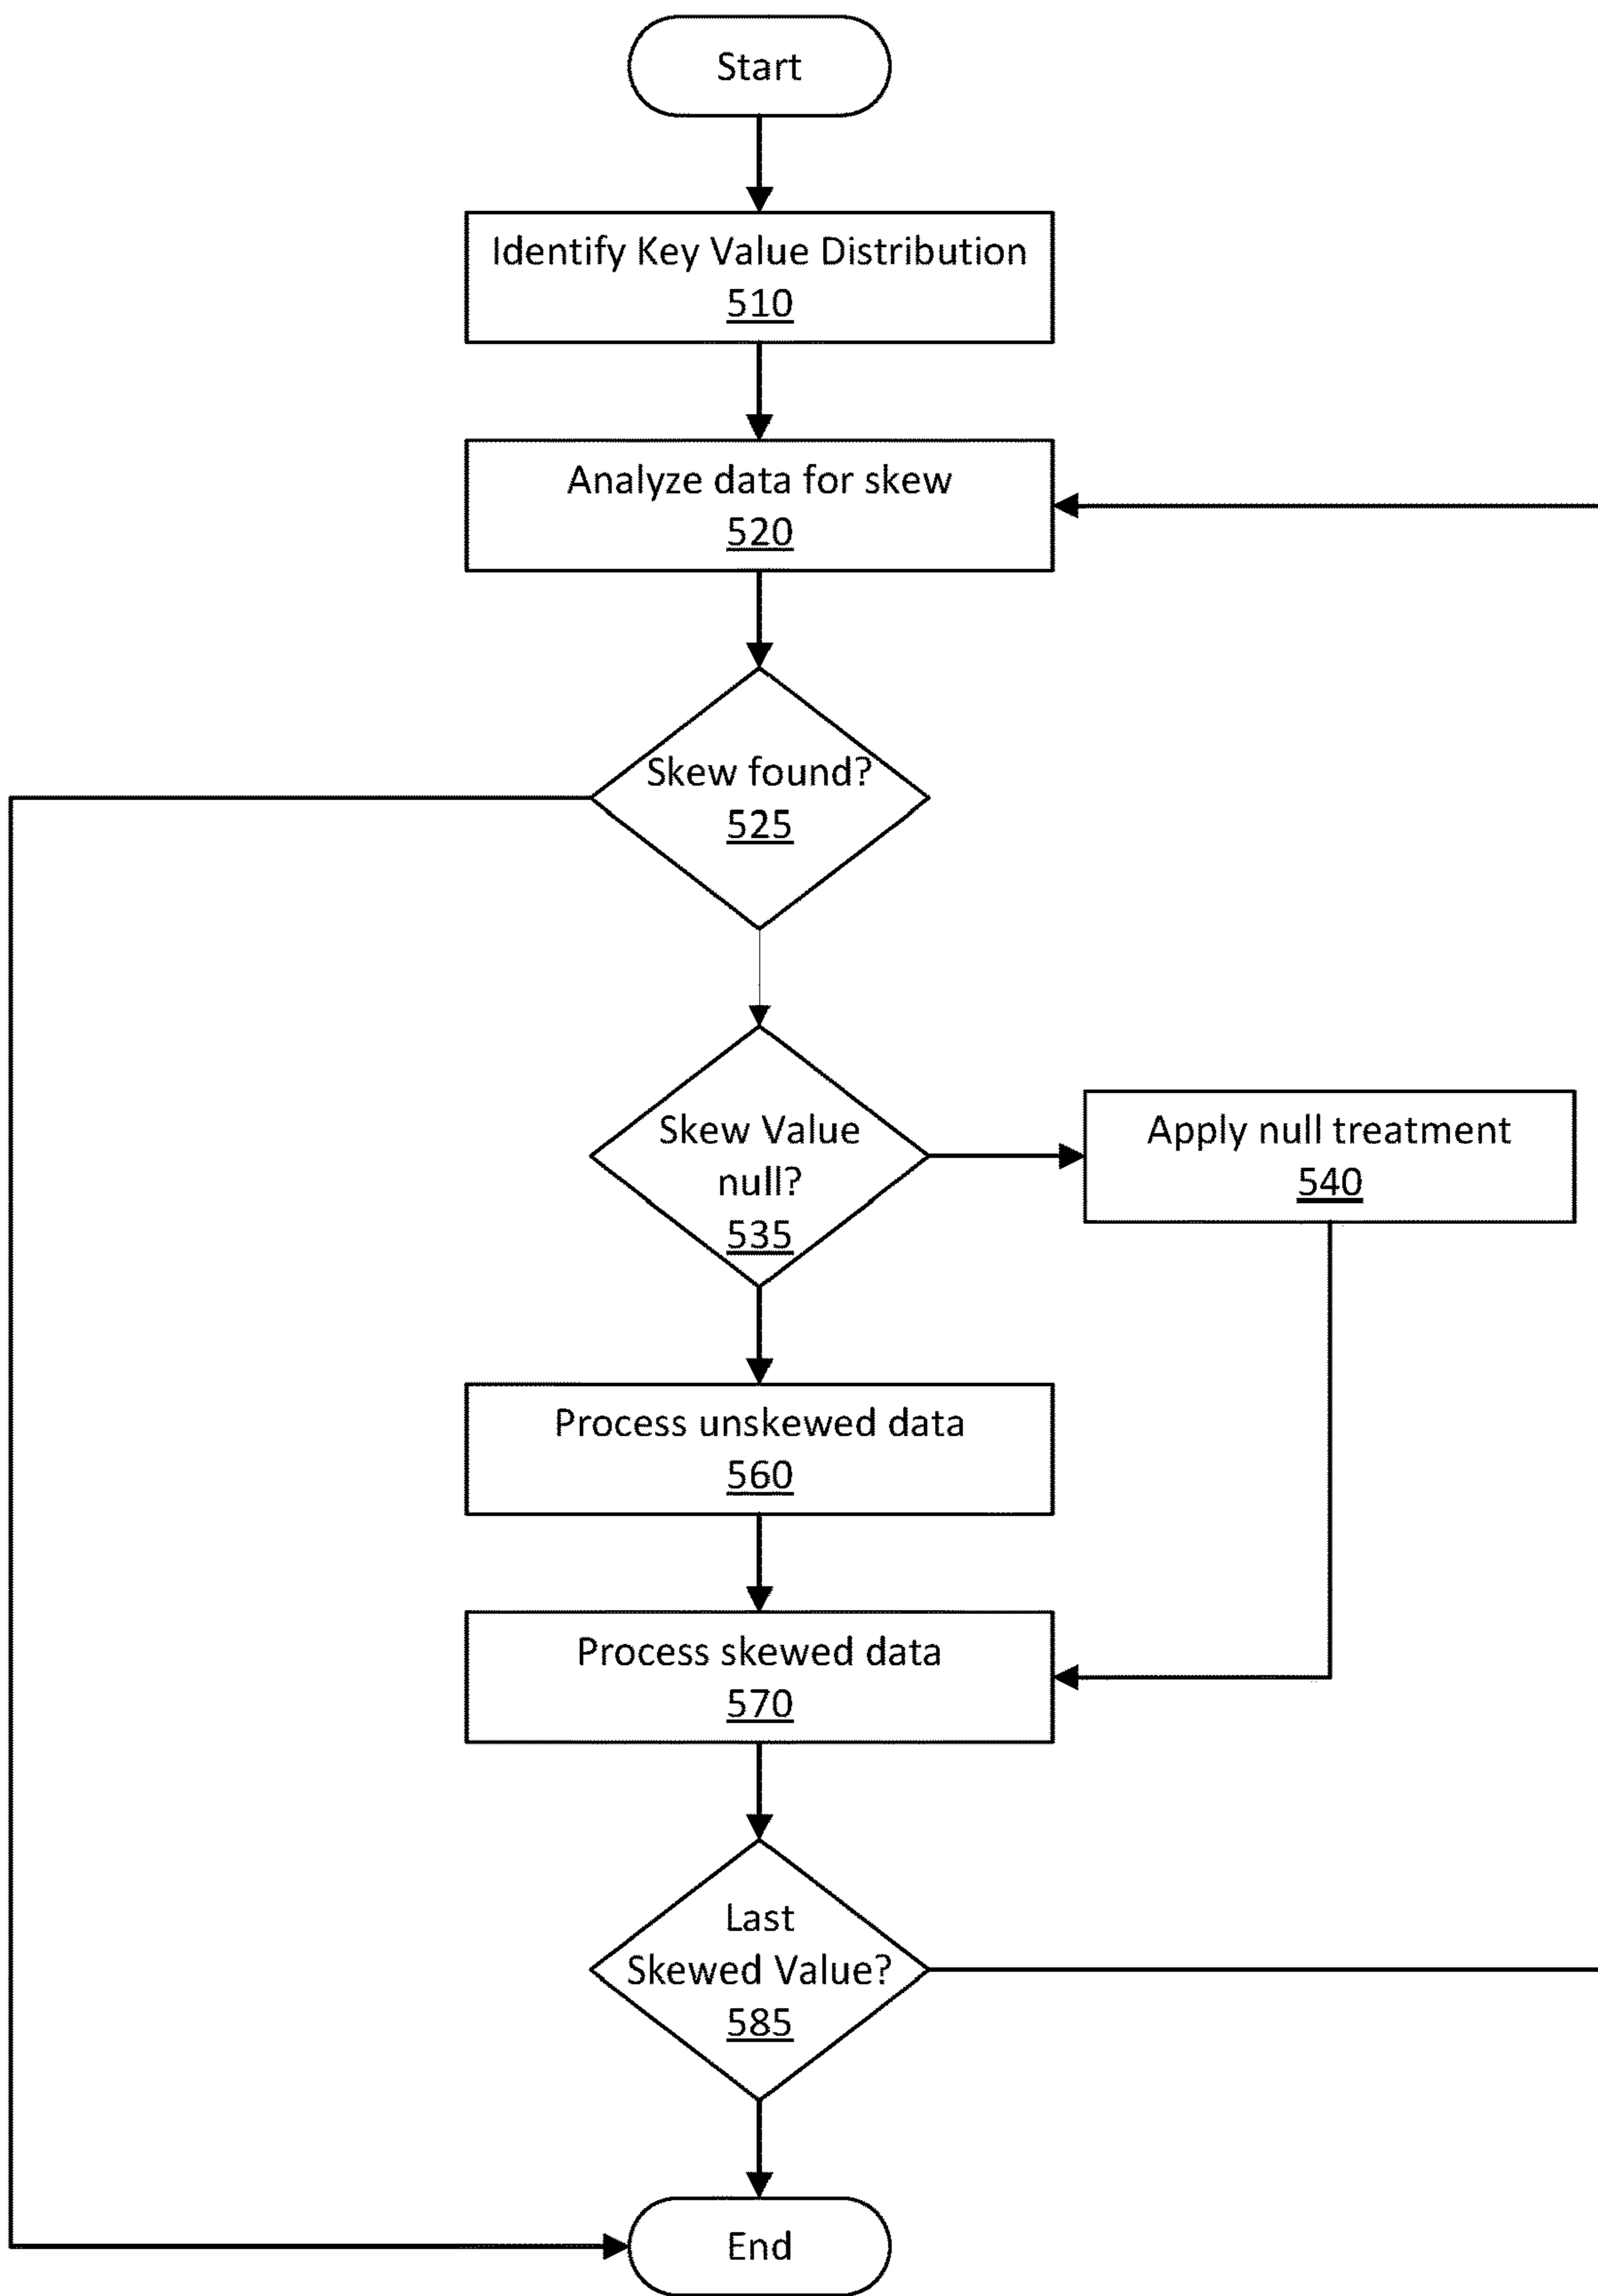 Start
Identify Key Value Distribution
510
Analyze data for skew
520
Skew found?
525
Skew Value
null?
535
Apply null treatment
540
Process unskewed data
560
Process skewed data
570
Last
Skewed Value?
585
End